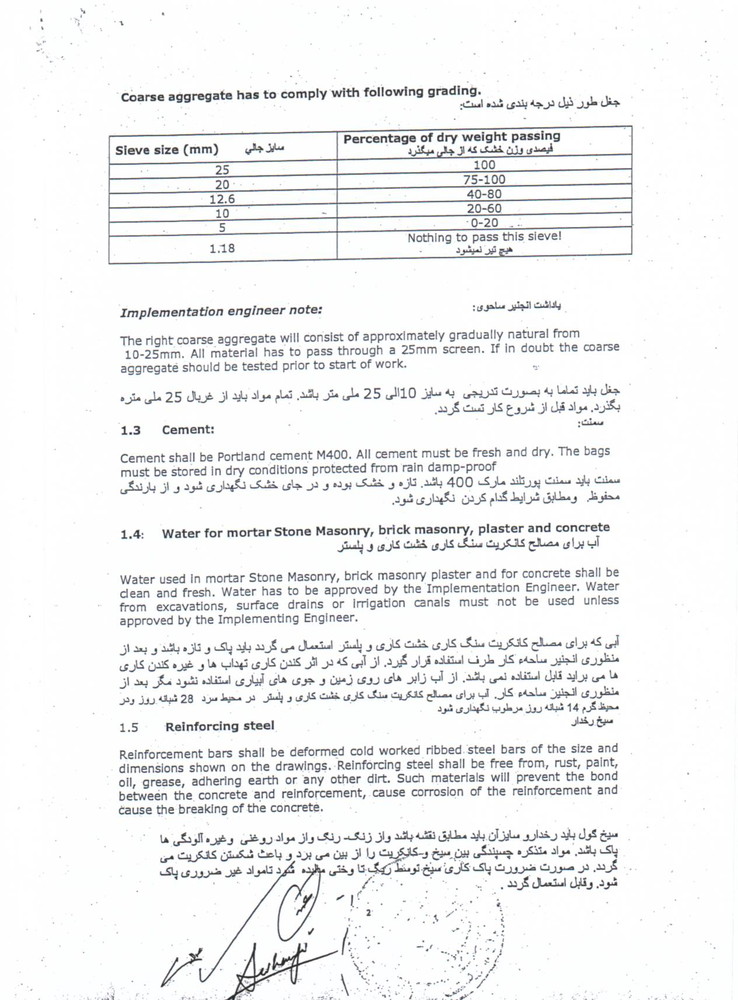 Coarse aggregate has to comply with following grading.
جغل طور ذیل درجه بندی شده است:
Sieve size (mm) سایز جالی
Percentage of dry weight passing
فیصدی وزن خشک که از جالی میگذرد
25 100
20 75-100
12.6 40-80
10 20-60
5 0-20
1.18 Nothing to pass this sieve!
هیچ تیر نمیشود
Implementation engineer note: یاداشت انجنیر ساحوی:
The right coarse aggregate will consist of approximately gradually natural from
10-25mm. All material has to pass through a 25mm screen. If in doubt the coarse
aggregate should be tested prior to start of work.
جغل باید تماما به بصورت تدریجی به سایز 10الی 25 ملی متر باشد. تمام مواد باید از غربال 25 ملی متره
بگذرد. مواد قبل از شروع کار تست گردد.
1.3 Cement: سمنت:
Cement shall be Portland cement M400. All cement must be fresh and dry. The bags
must be stored in dry conditions protected from rain damp-proof
سمنت باید سمنت پورتلند مارک 400 باشد. تازه و خشک بوده و در جای خشک نگهداری شود و از بارندگی
محفوظ. ومطابق شرایط گدام کردن نگهداری شود.
1.4: Water for mortar Stone Masonry, brick masonry, plaster and concrete
آب برای مصالح کانکریت سنگ کاری خشت کاری و پلستر
Water used in mortar Stone Masonry, brick masonry plaster and for concrete shall be
clean and fresh. Water has to be approved by the Implementation Engineer. Water
from excavations, surface drains or irrigation canals must not be used unless
approved by the Implementing Engineer.
آبی که برای مصالح کانکریت سنگ کاری خشت کاری و پلستر استعمال می گردد باید پاک و تازه باشد و بعد از
منظوری انجنیر ساحهء کار طرف استفاده قرار گیرد. از آبی که در اثر کندن کاری تهداب ها و غیره کندن کاری
ها می براید قابل استفاده نمی باشد. از آب زابر های روی زمین و جوی های آبیاری استفاده نشود مگر بعد از
منظوری انجنیر ساحهء کار. آب برای مصالح کانکریت سنگ کاری خشت کاری و پلستر در محیط سرد 28 شبانه روز ودر
محیظ گرم 14 شبانه روز مرطوب نگهداری شود
1.5 Reinforcing steel سیخ رخدار
Reinforcement bars shall be deformed cold worked ribbed steel bars of the size and
dimensions shown on the drawings. Reinforcing steel shall be free from, rust, paint,
oil, grease, adhering earth or any other dirt. Such materials will prevent the bond
between the concrete and reinforcement, cause corrosion of the reinforcement and
cause the breaking of the concrete.
سیخ گول باید رخدارو سایزآن باید مطابق نقشه باشد واز زنگ- رنگ واز مواد روغنی وغیره آلودگی ها
پاک باشد. مواد متذکره چسپندگی بین سیخ و کانکریت را از بین می برد و باعث شکستن کانکریت می
گردد. در صورت ضرورت پاک کاری سیخ توسط ریگ تا وختی مالیده شود تامواد غیر ضروری پاک
شود. وقابل استعمال گردد .
2